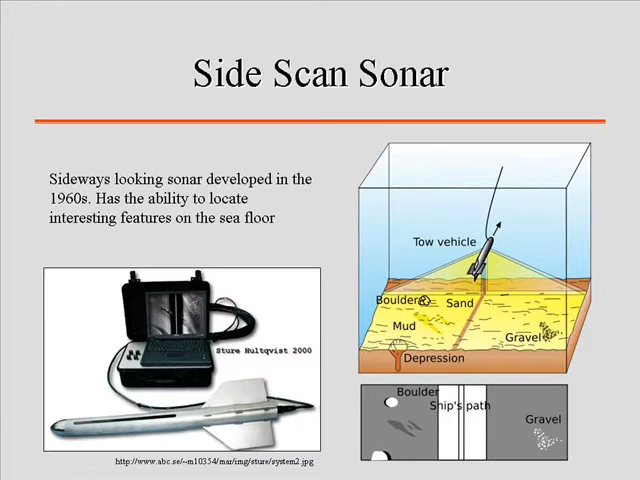 Side Scan Sonar
Sideways looking sonar developed in the
1960s. Has the ability to locate
interesting features on the sea floor
Tow vehicle
Boulder
Sand
Mud
Gravel
Depression
Sture Hultqvist 2000
Boulder
Ship's path
Gravel
http://www.abc.se/~m10354/mar/img/sture/system2.jpg